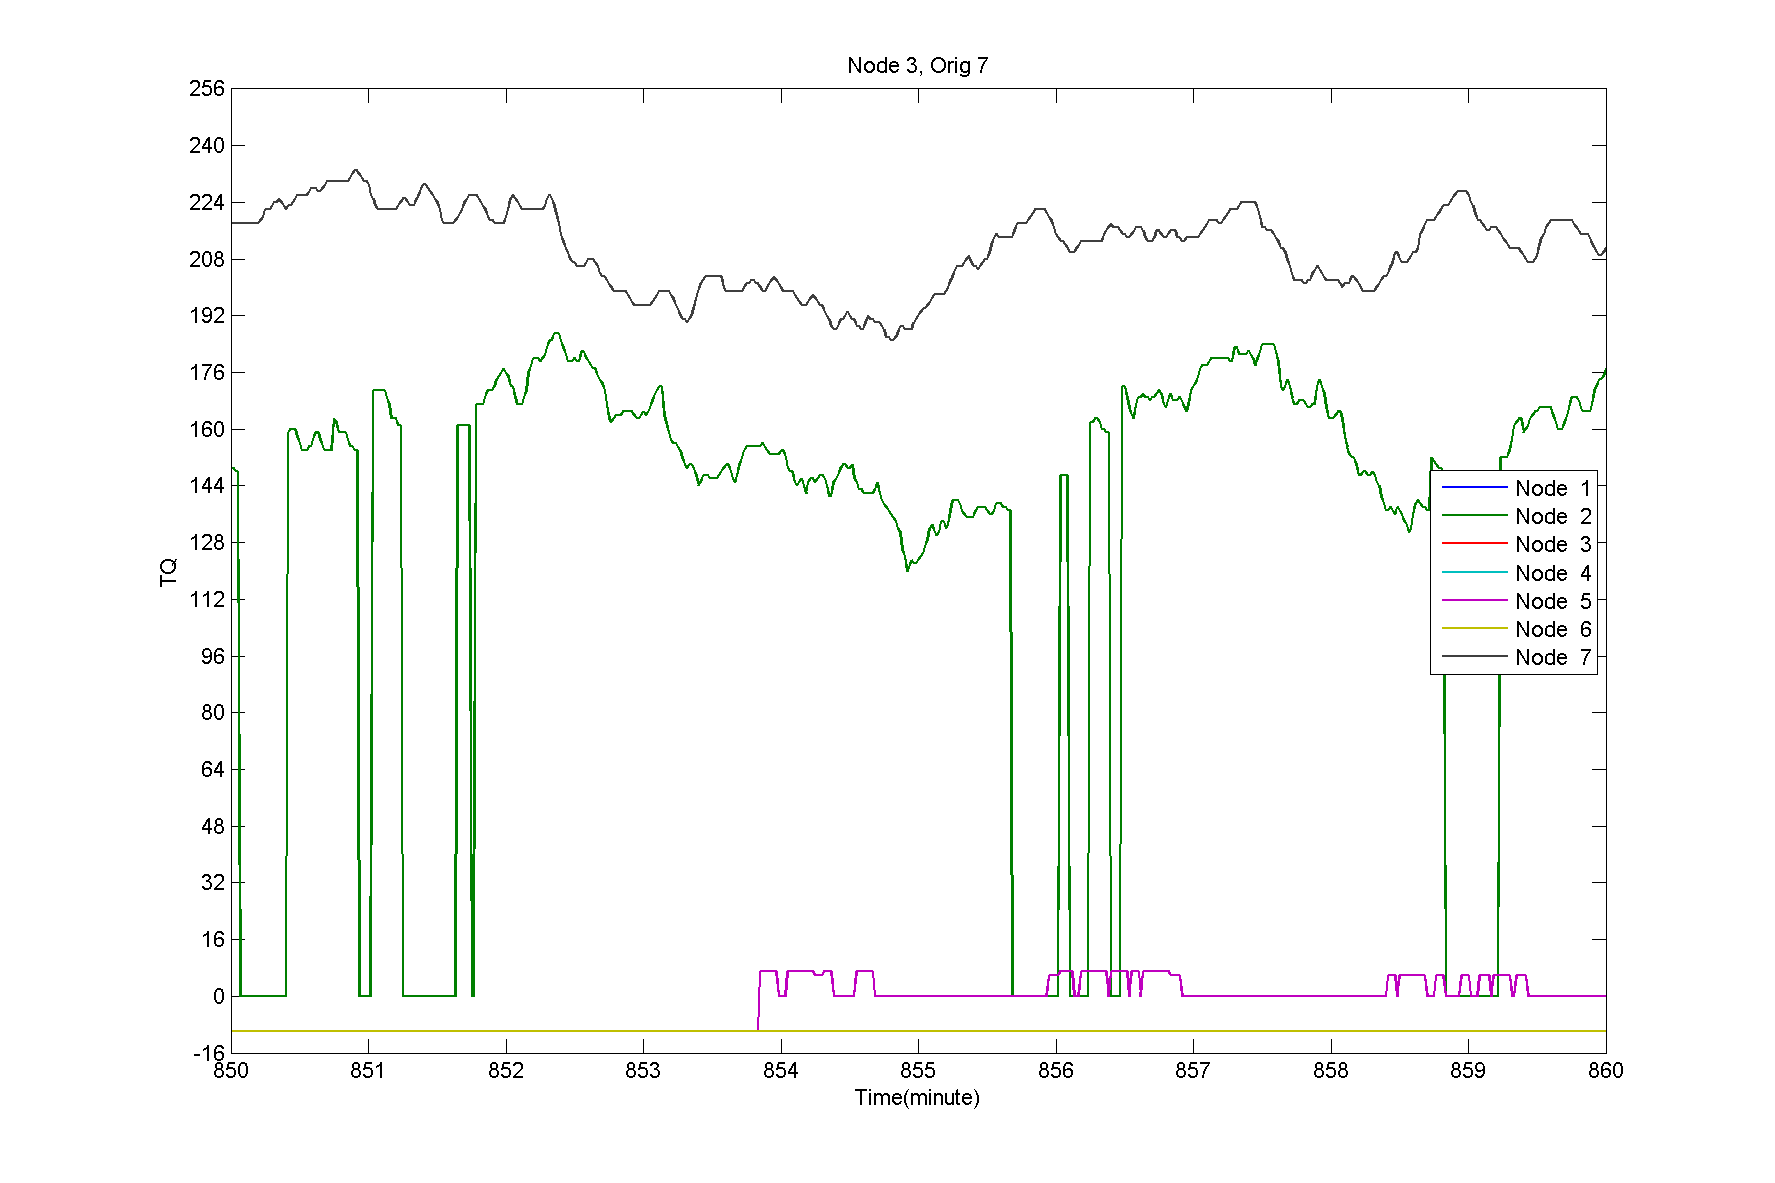 Node 3, Orig 7
256
240
224
208
192
176
160
144
128
112
96
80
64
48
32
16
0
-16
TQ
Node 1
Node 2
Node 3
Node 4
Node 5
Node 6
Node 7
850 851 852 853 854 855 856 857 858 859 860
Time(minute)